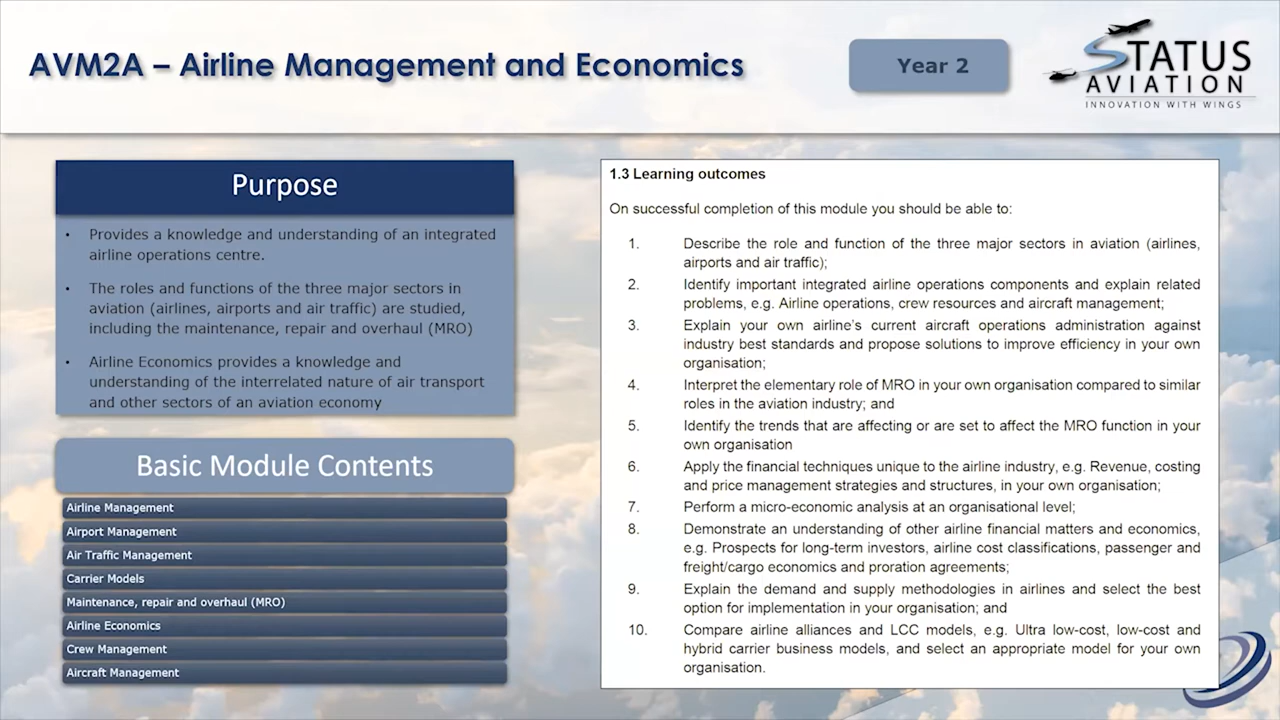 AVM2A – Airline Management and Economics
Year 2
STATUS
AVIATION
INNOVATION WITH WINGS
Purpose
• Provides a knowledge and understanding of an integrated
airline operations centre.
• The roles and functions of the three major sectors in
aviation (airlines, airports and air traffic) are studied,
including the maintenance, repair and overhaul (MRO)
• Airline Economics provides a knowledge and
understanding of the interrelated nature of air transport
and other sectors of an aviation economy
Basic Module Contents
Airline Management
Airport Management
Air Traffic Management
Carrier Models
Maintenance, repair and overhaul (MRO)
Airline Economics
Crew Management
Aircraft Management
1.3 Learning outcomes
On successful completion of this module you should be able to:
1. Describe the role and function of the three major sectors in aviation (airlines,
airports and air traffic);
2. Identify important integrated airline operations components and explain related
problems, e.g. Airline operations, crew resources and aircraft management;
3. Explain your own airline's current aircraft operations administration against
industry best standards and propose solutions to improve efficiency in your own
organisation;
4. Interpret the elementary role of MRO in your own organisation compared to similar
roles in the aviation industry; and
5. Identify the trends that are affecting or are set to affect the MRO function in your
own organisation
6. Apply the financial techniques unique to the airline industry, e.g. Revenue, costing
and price management strategies and structures, in your own organisation;
7. Perform a micro-economic analysis at an organisational level;
8. Demonstrate an understanding of other airline financial matters and economics,
e.g. Prospects for long-term investors, airline cost classifications, passenger and
freight/cargo economics and proration agreements;
9. Explain the demand and supply methodologies in airlines and select the best
option for implementation in your organisation; and
10. Compare airline alliances and LCC models, e.g. Ultra low-cost, low-cost and
hybrid carrier business models, and select an appropriate model for your own
organisation.